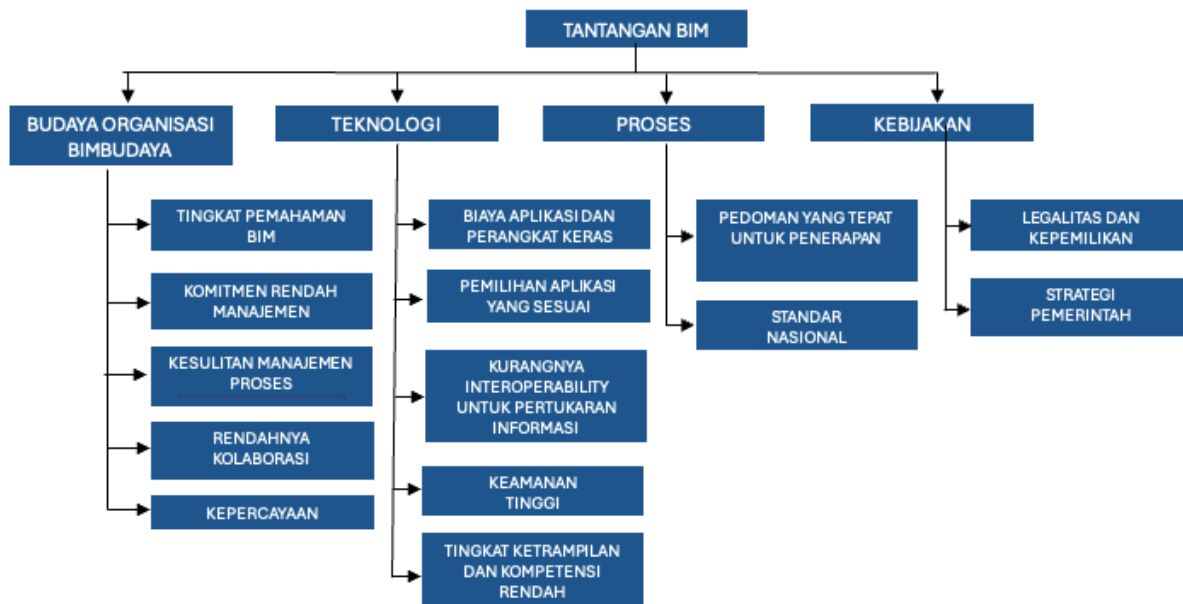 TANTANGAN BIM
BUDAYA ORGANISASI
BIMBUDAYA
TEKNOLOGI
PROSES
KEBIJAKAN
TINGKAT PEMAHAMAN
BIM
KOMITMEN RENDAH
MANAJEMEN
KESULITAN MANAJEMEN
PROSES
RENDAHNYA
KOLABORASI
KEPERCAYAAN
BIAYA APLIKASI DAN
PERANGKAT KERAS
PEMILIHAN APLIKASI
YANG SESUAI
KURANGNYA
INTEROPERABILITY
UNTUK PERTUKARAN
INFORMASI
KEAMANAN
TINGGI
TINGKAT KETRAMPILAN
DAN KOMPETENSI
RENDAH
PEDOMAN YANG TEPAT
UNTUK PENERAPAN
STANDAR
NASIONAL
LEGALITAS DAN
KEPEMILIKAN
STRATEGI
PEMERINTAH